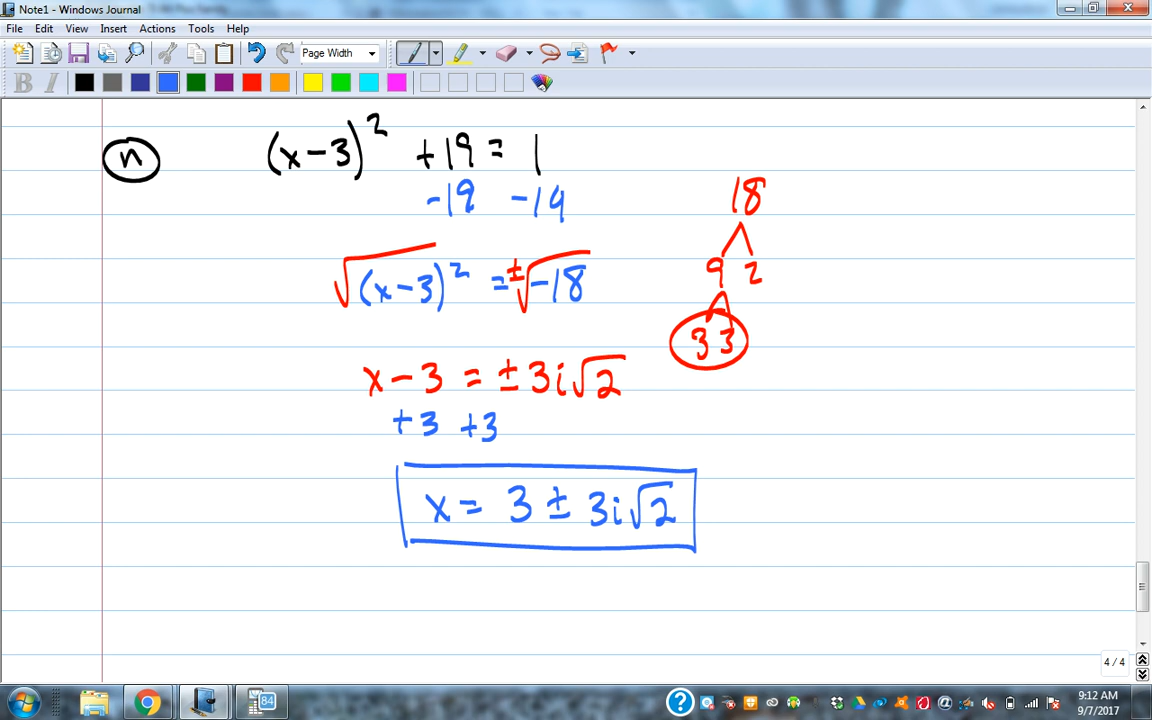 Note1 - Windows Journal
File Edit View Insert Actions Tools Help
Page Width
B I
n (x-3)² +19 = 1
-19 -19
18
√(x-3)² = ±√-18
9 2
3 3
x-3 = ±3i√2
+3 +3
x = 3 ± 3i√2
4 / 4
84
9:12 AM
9/7/2017